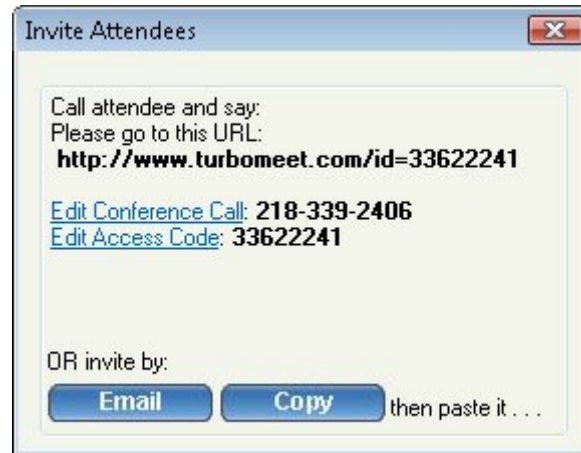 Invite Attendees
Call attendee and say:
Please go to this URL:
http://www.turbomeet.com/id=33622241
Edit Conference Call: 218-339-2406
Edit Access Code: 33622241
OR invite by:
Email Copy then paste it . . .